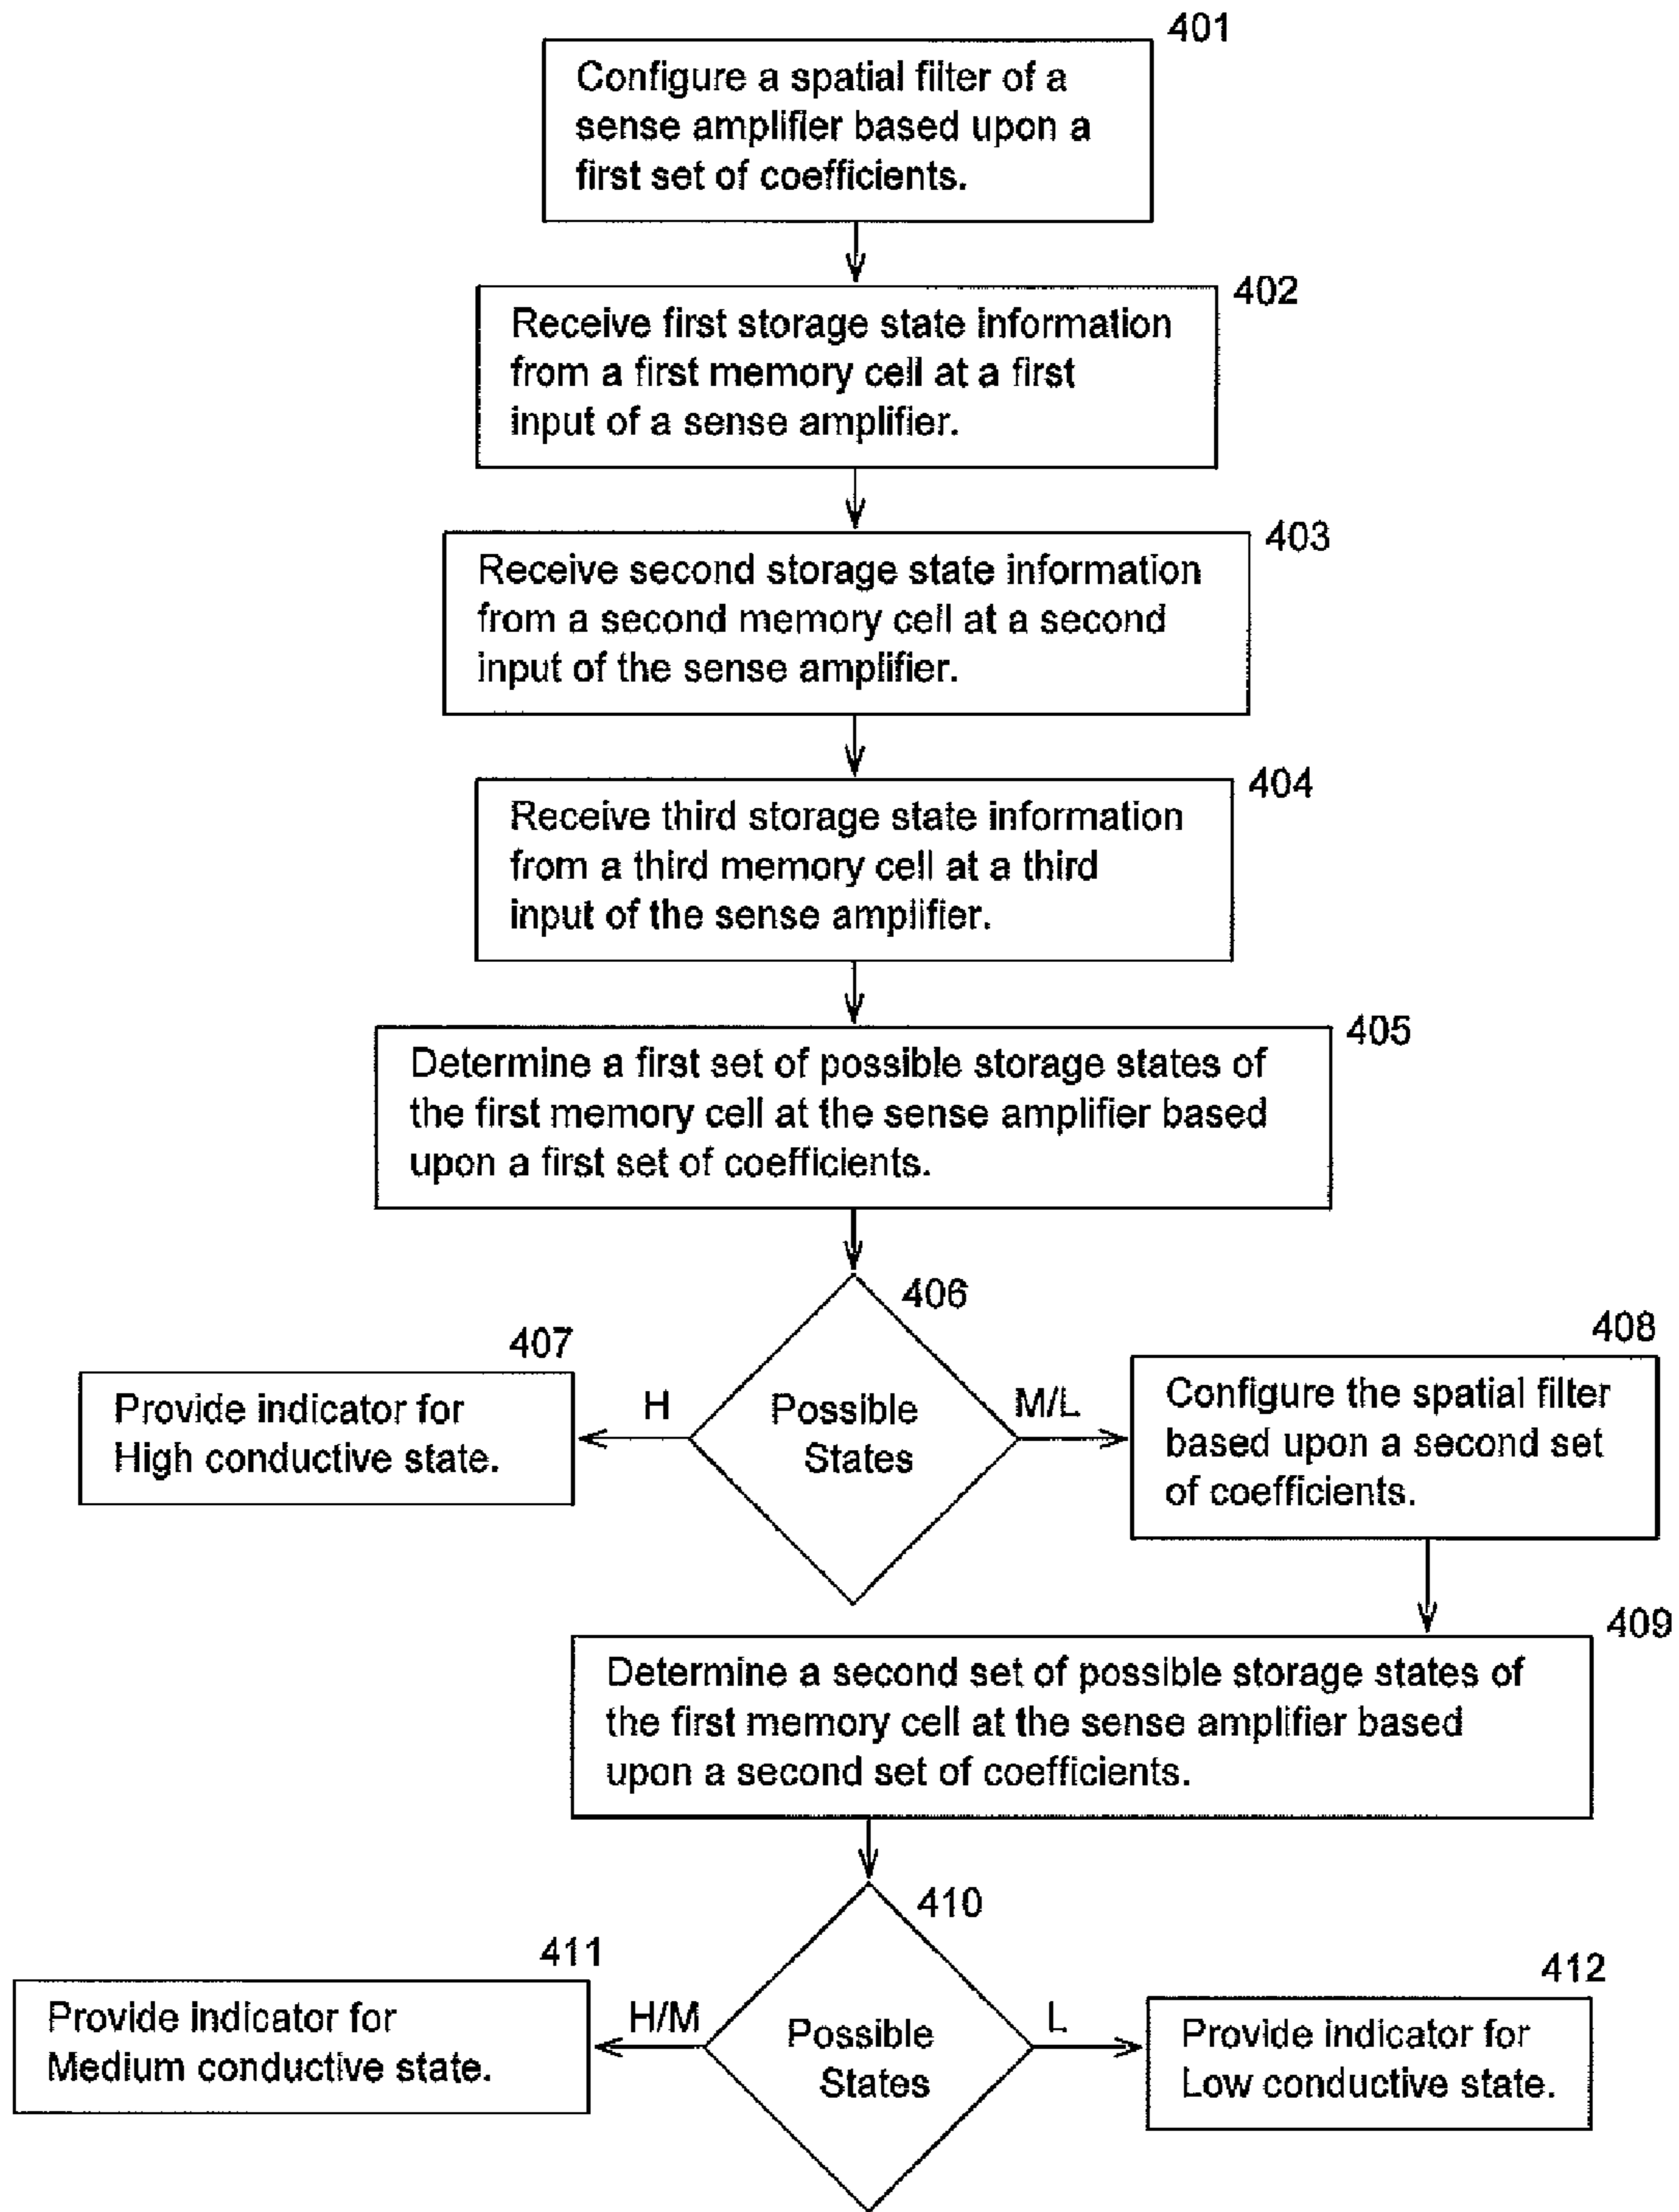 401
Configure a spatial filter of a
sense amplifier based upon a
first set of coefficients.
402
Receive first storage state information
from a first memory cell at a first
input of a sense amplifier.
403
Receive second storage state information
from a second memory cell at a second
input of the sense amplifier.
404
Receive third storage state information
from a third memory cell at a third
input of the sense amplifier.
405
Determine a first set of possible storage states of
the first memory cell at the sense amplifier based
upon a first set of coefficients.
406
Possible
States
H
M/L
407
Provide indicator for
High conductive state.
408
Configure the spatial filter
based upon a second set
of coefficients.
409
Determine a second set of possible storage states of
the first memory cell at the sense amplifier based
upon a second set of coefficients.
410
Possible
States
H/M
L
411
Provide indicator for
Medium conductive state.
412
Provide indicator for
Low conductive state.